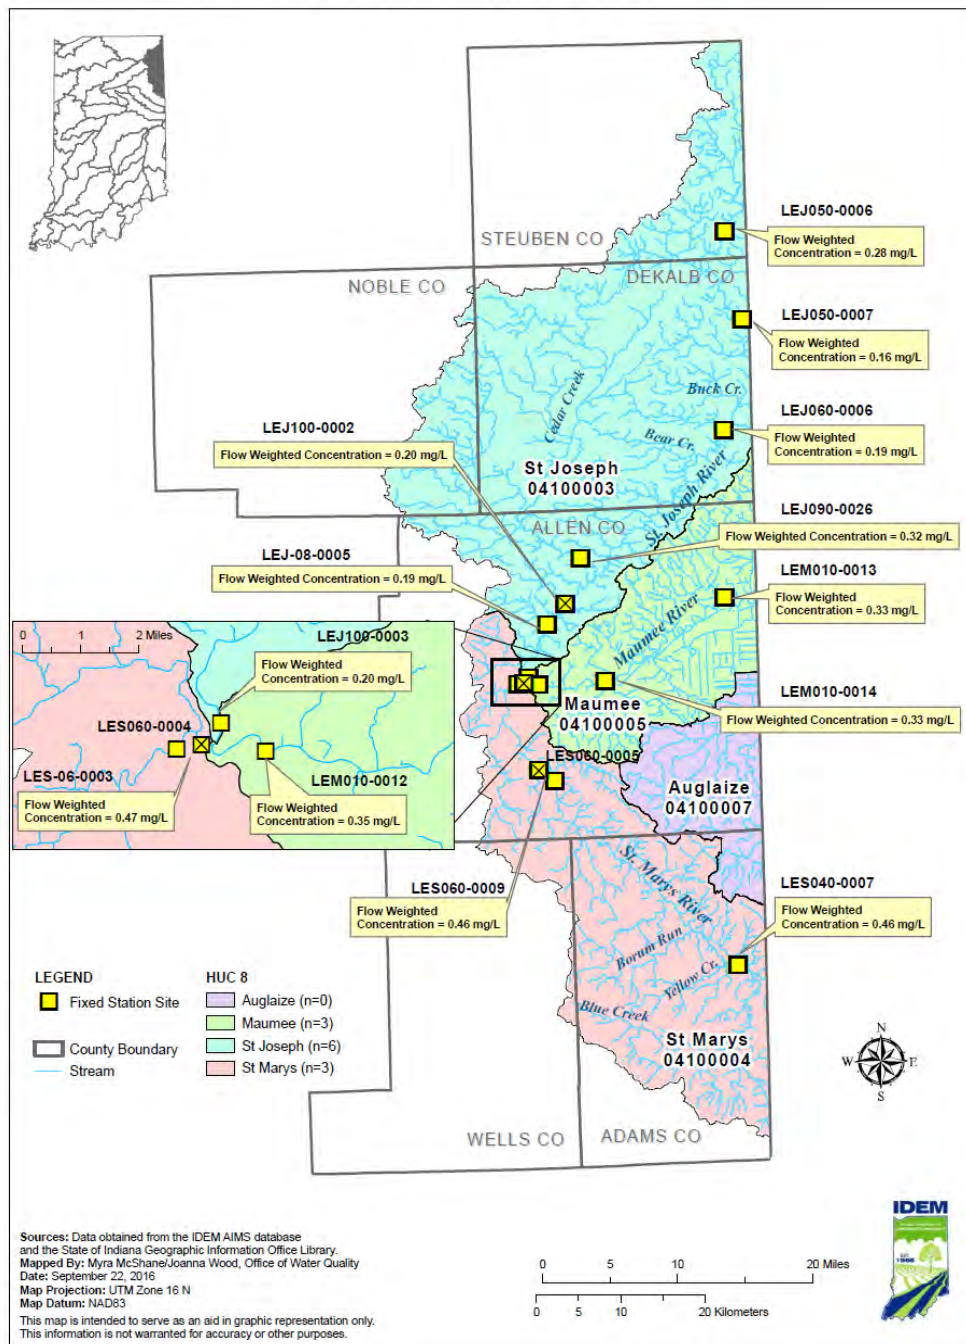 STEUBEN CO
NOBLE CO
DEKALB CO
LEJ050-0006
Flow Weighted
Concentration = 0.28 mg/L
LEJ050-0007
Flow Weighted
Concentration = 0.16 mg/L
Buck Cr.
LEJ060-0006
Flow Weighted
Concentration = 0.19 mg/L
Cedar Creek
Bear Cr.
LEJ100-0002
Flow Weighted Concentration = 0.20 mg/L
St Joseph
04100003
St. Joseph River
LEJ090-0026
Flow Weighted Concentration = 0.32 mg/L
ALLEN CO
LEJ-08-0005
Flow Weighted Concentration = 0.19 mg/L
LEM010-0013
Flow Weighted
Concentration = 0.33 mg/L
Maumee River
0 1 2 Miles
LEJ100-0003
Flow Weighted
Concentration = 0.20 mg/L
LES060-0004
LES-06-0003
Flow Weighted
Concentration = 0.47 mg/L
LEM010-0012
Flow Weighted
Concentration = 0.35 mg/L
Maumee
04100005
LEM010-0014
Flow Weighted Concentration = 0.33 mg/L
LES060-0005
Auglaize
04100007
LES060-0009
Flow Weighted
Concentration = 0.46 mg/L
St. Marys River
LES040-0007
Flow Weighted
Concentration = 0.46 mg/L
Borum Run
Yellow Cr.
Blue Creek
St Marys
04100004
WELLS CO
ADAMS CO
LEGEND
Fixed Station Site
County Boundary
Stream
HUC 8
Auglaize (n=0)
Maumee (n=3)
St Joseph (n=6)
St Marys (n=3)
N
W E
S
Sources: Data obtained from the IDEM AIMS database
and the State of Indiana Geographic Information Office Library.
Mapped By: Myra McShane/Joanna Wood, Office of Water Quality
Date: September 22, 2016
Map Projection: UTM Zone 16 N
Map Datum: NAD83
This map is intended to serve as an aid in graphic representation only.
This information is not warranted for accuracy or other purposes.
0 5 10 20 Miles
0 5 10 20 Kilometers
IDEM
1986